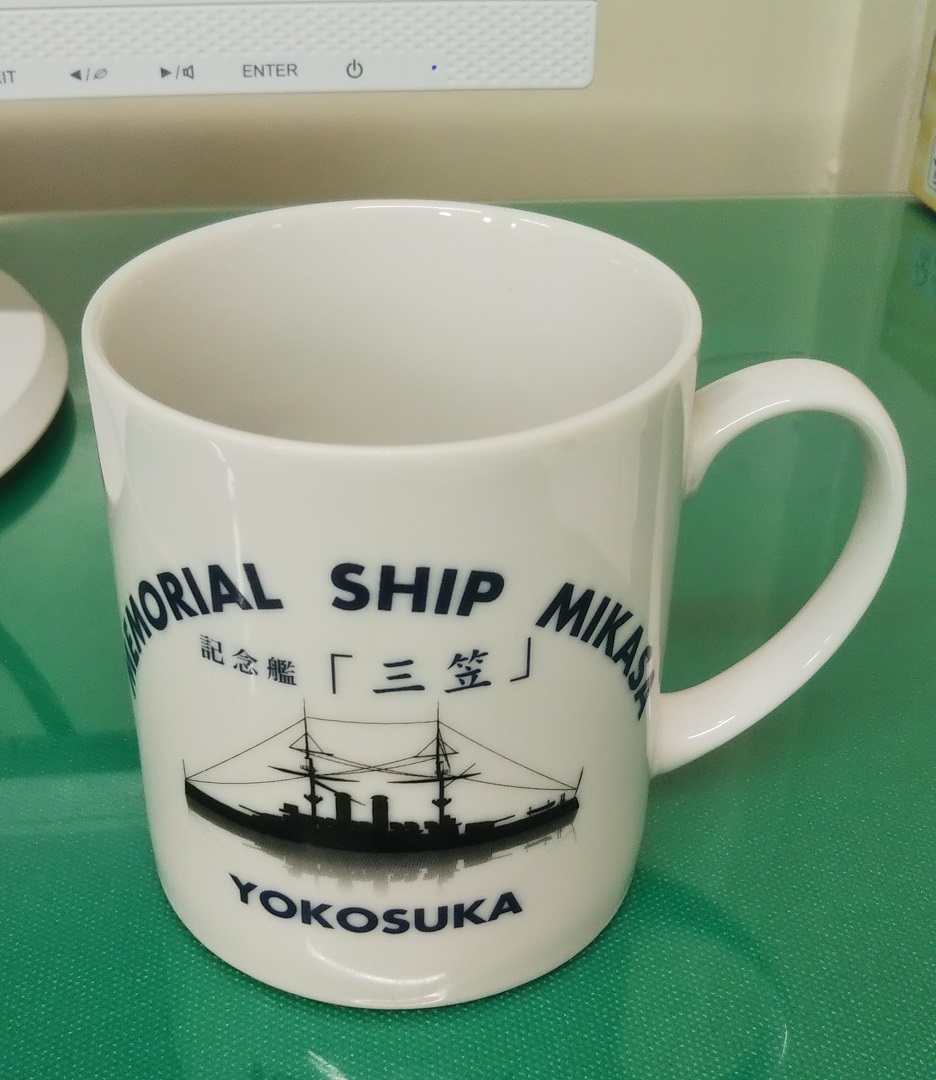 ENTER
MEMORIAL SHIP MIKASA
記念艦「三笠」
YOKOSUKA